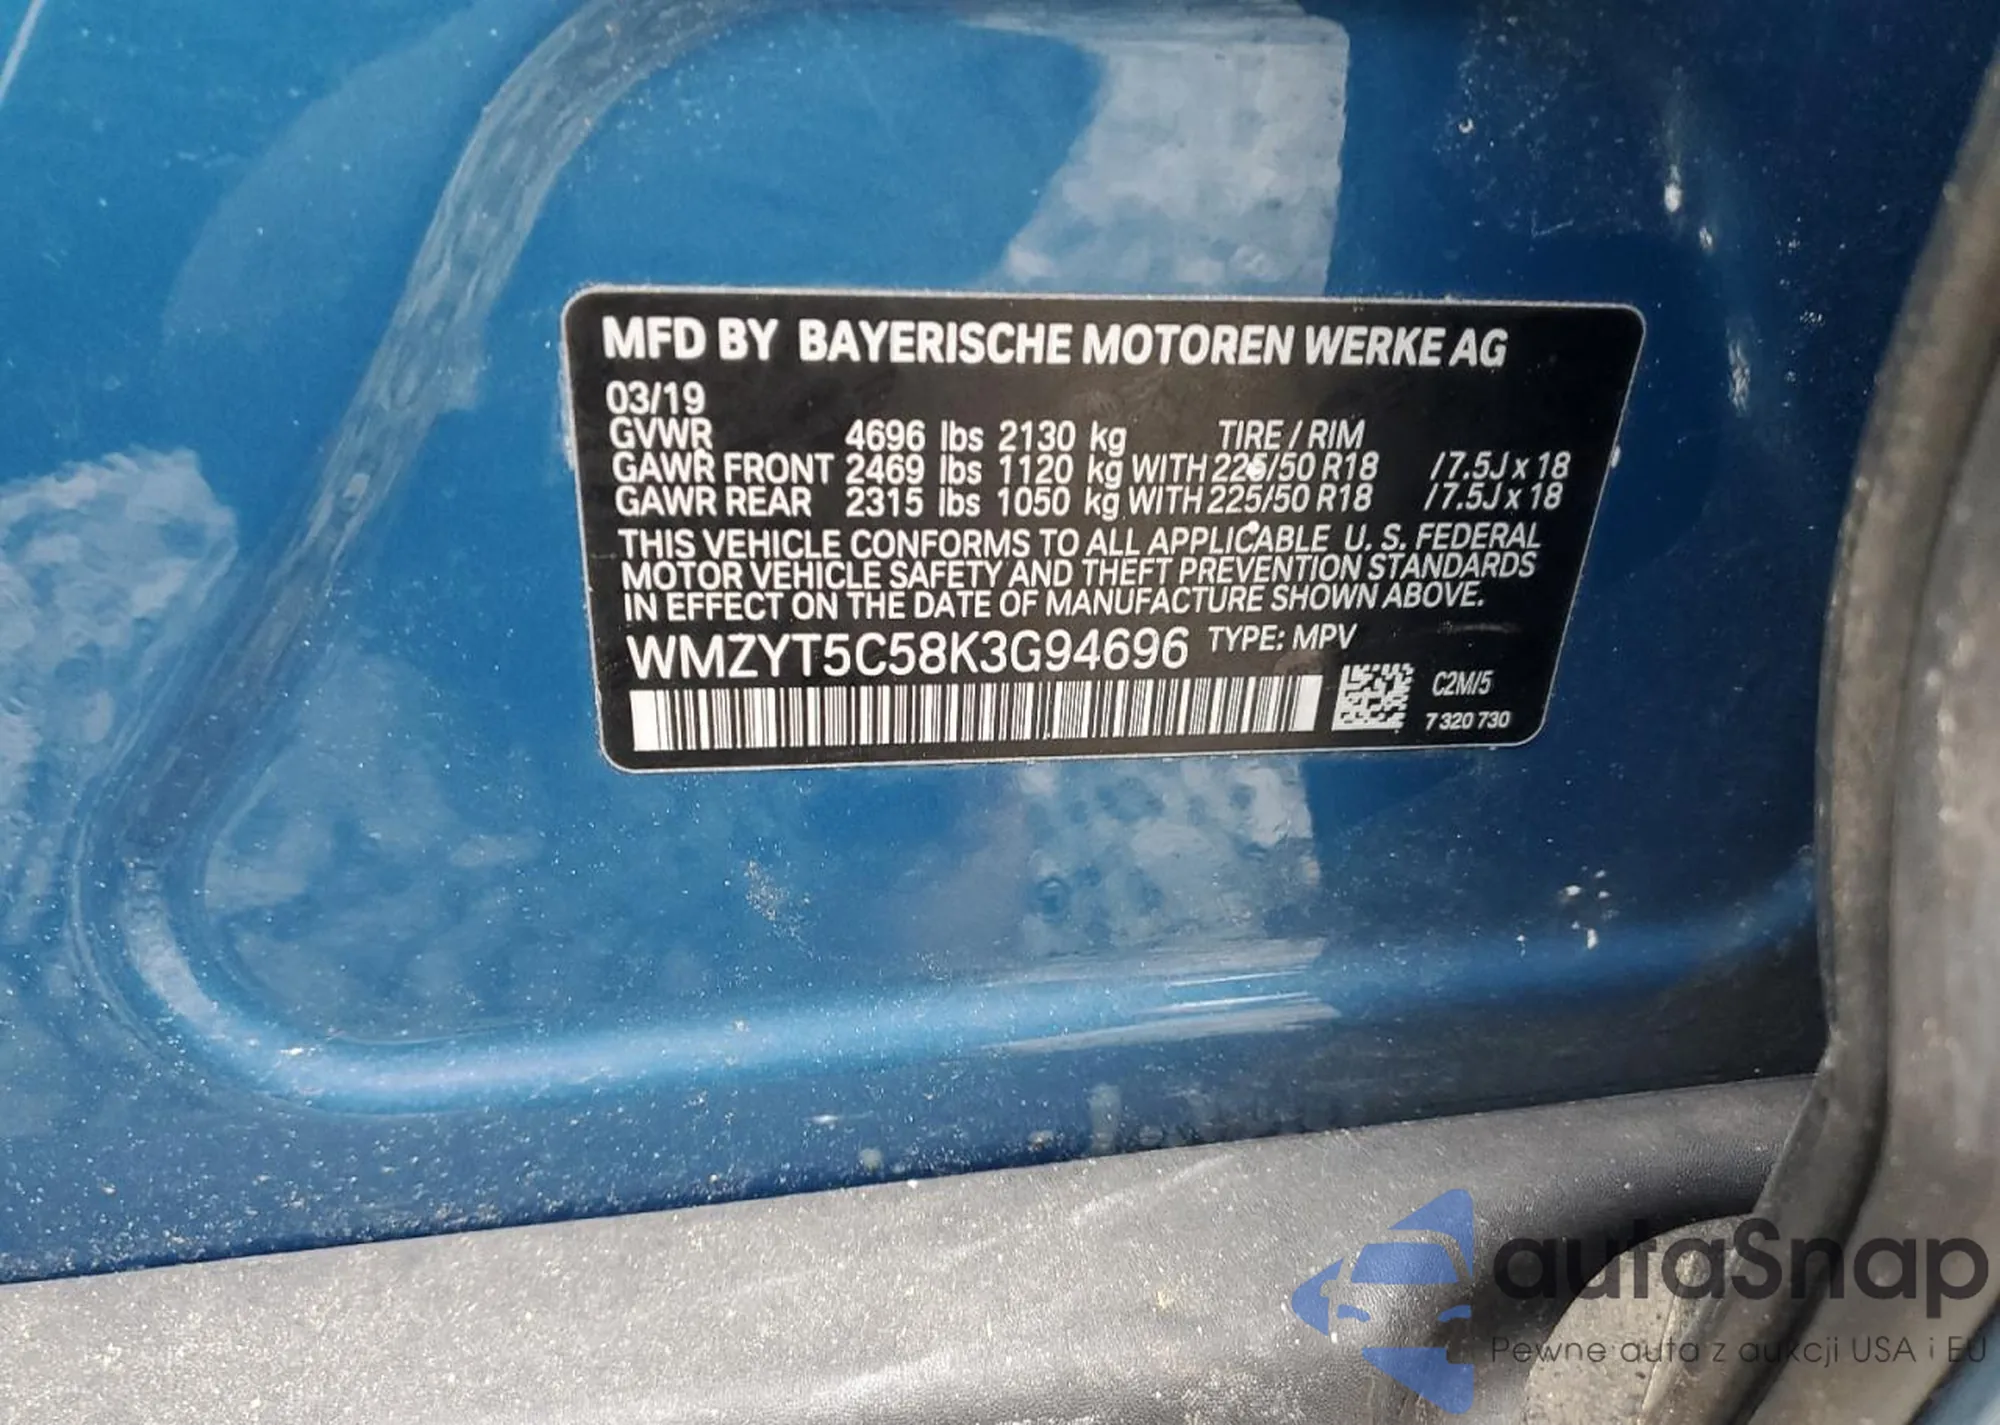 MFD BY BAYERISCHE MOTOREN WERKE AG
03/19
GVWR 4696 lbs 2130 kg TIRE / RIM
GAWR FRONT 2469 lbs 1120 kg WITH 225/50 R18 /7.5J x 18
GAWR REAR 2315 lbs 1050 kg WITH 225/50 R18 /7.5J x 18
THIS VEHICLE CONFORMS TO ALL APPLICABLE U. S. FEDERAL
MOTOR VEHICLE SAFETY AND THEFT PREVENTION STANDARDS
IN EFFECT ON THE DATE OF MANUFACTURE SHOWN ABOVE.
WMZYT5C58K3G94696 TYPE: MPV
C2M/5
7 320 730
autaSnap
Pewne auta z aukcji USA i EU